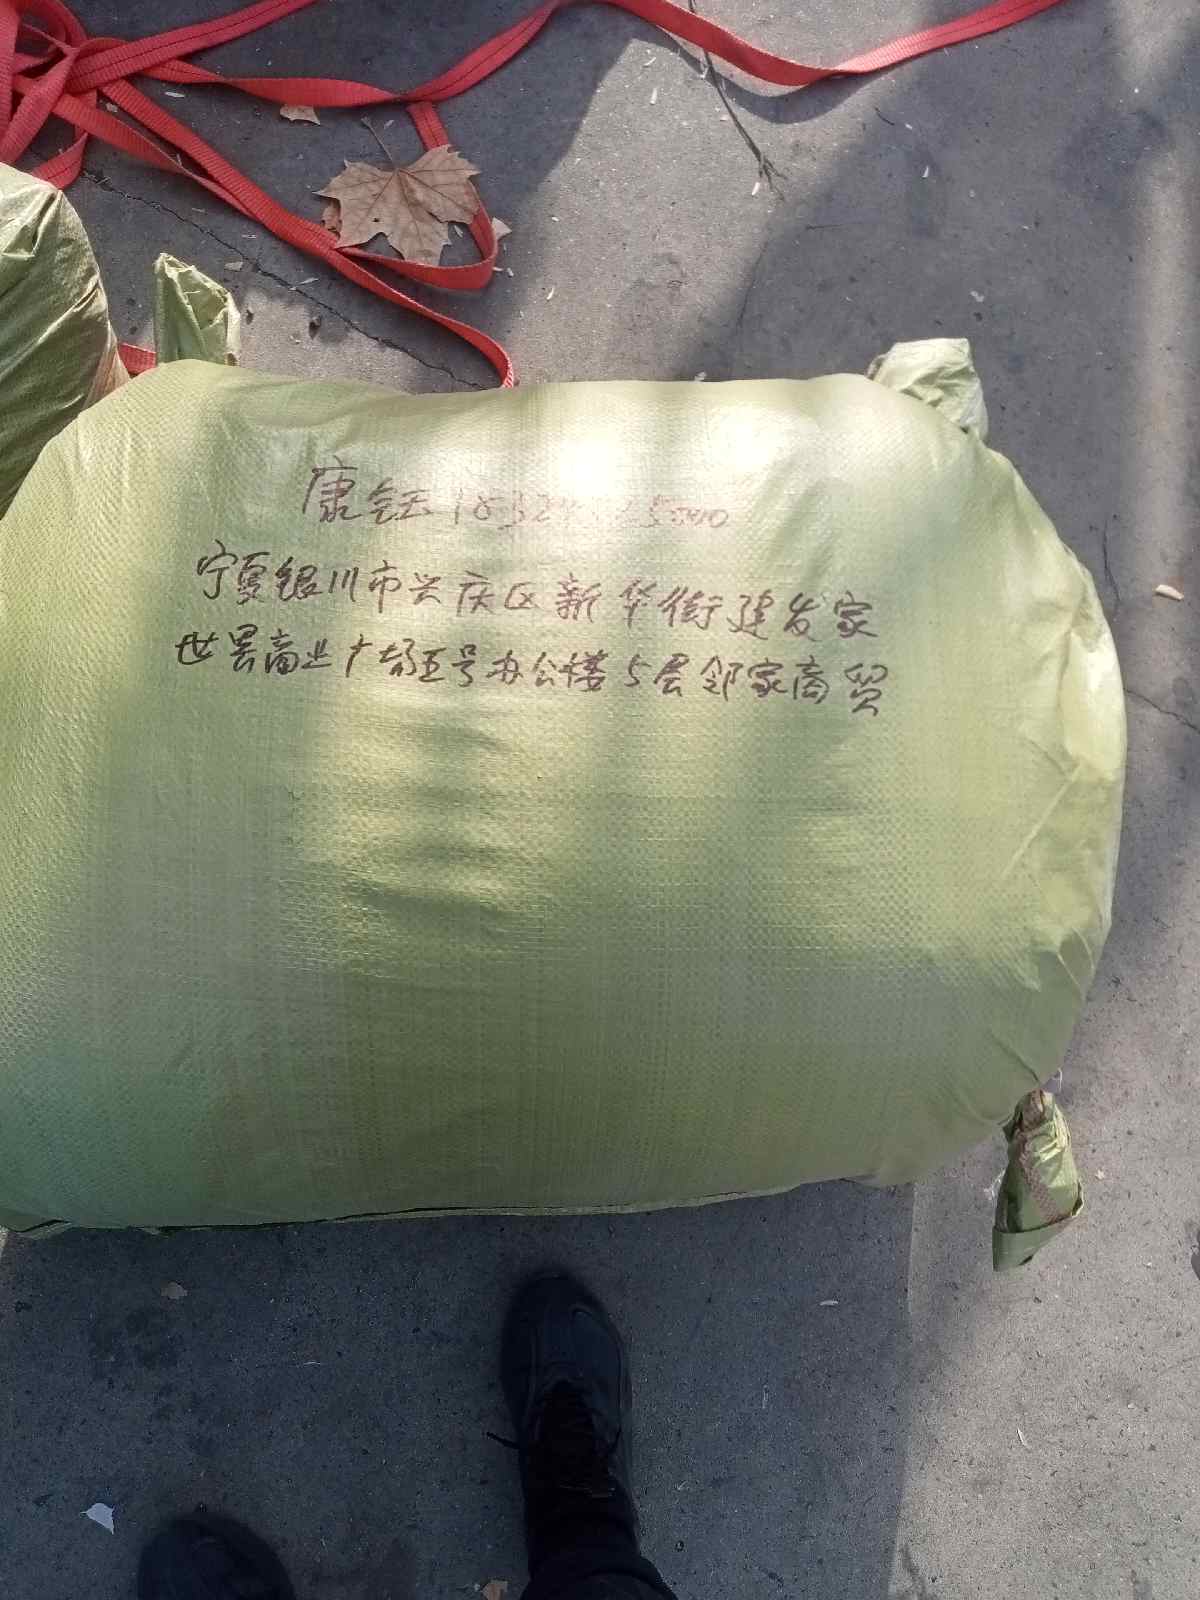 康钰
宁夏银川市兴庆区新华街建发家
世界商业广场五号办公楼5层邻家商贸